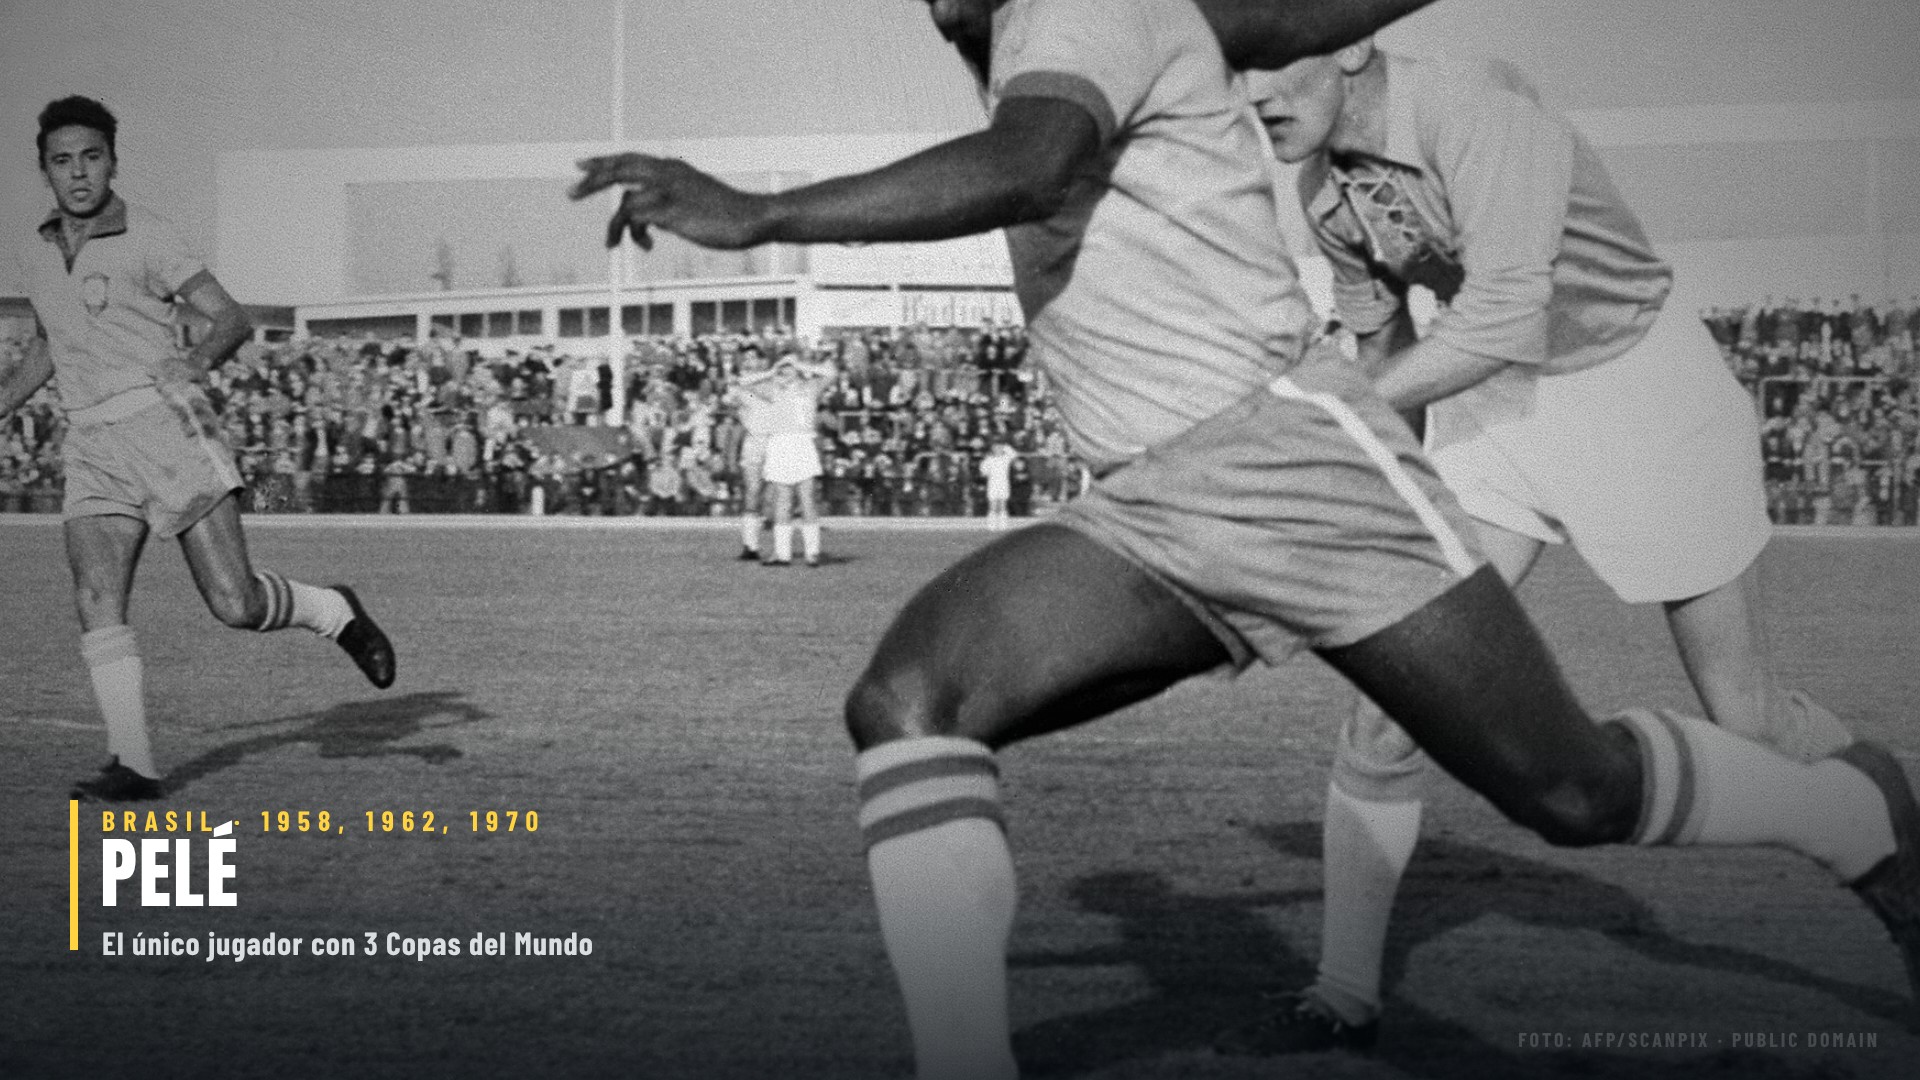 BRASIL · 1958, 1962, 1970
PELÉ
El único jugador con 3 Copas del Mundo
FOTO: AFP/SCANPIX · PUBLIC DOMAIN